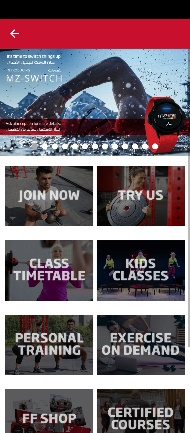 MZ-SWITCH
JOIN NOW
TRY US
CLASS
TIMETABLE
KIDS
CLASSES
PERSONAL
TRAINING
EXERCISE
ON DEMAND
FF SHOP
CERTIFIED
COURSES